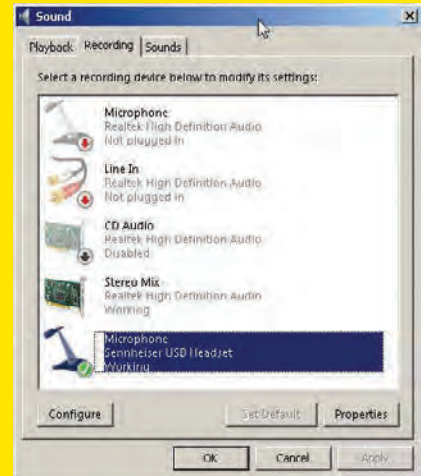 Sound
Playback Recording Sounds
Select a recording device below to modify its settings:
Microphone
Realtek High Definition Audio
Not plugged in
Line In
Realtek High Definition Audio
Not plugged in
CD Audio
Realtek High Definition Audio
Disabled
Stereo Mix
Realtek High Definition Audio
Working
Microphone
Sennheiser USB Headset
Working
Configure Set Default Properties
OK Cancel Apply